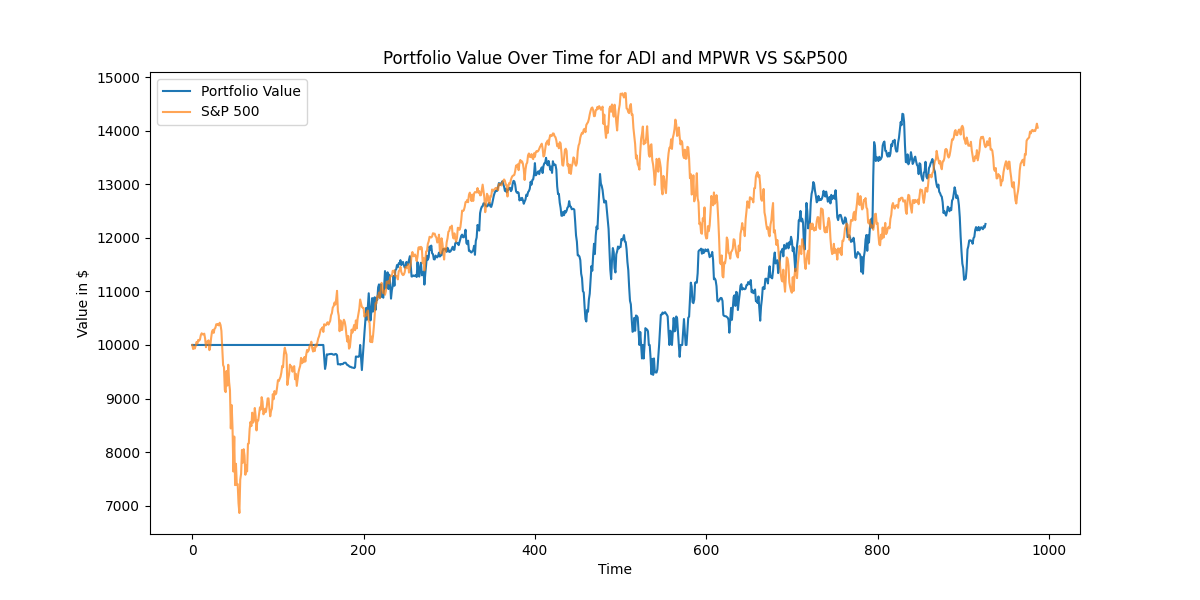 Portfolio Value Over Time for ADI and MPWR VS S&P500
Portfolio Value
S&P 500
Value in $
15000
14000
13000
12000
11000
10000
9000
8000
7000
0 200 400 600 800 1000
Time